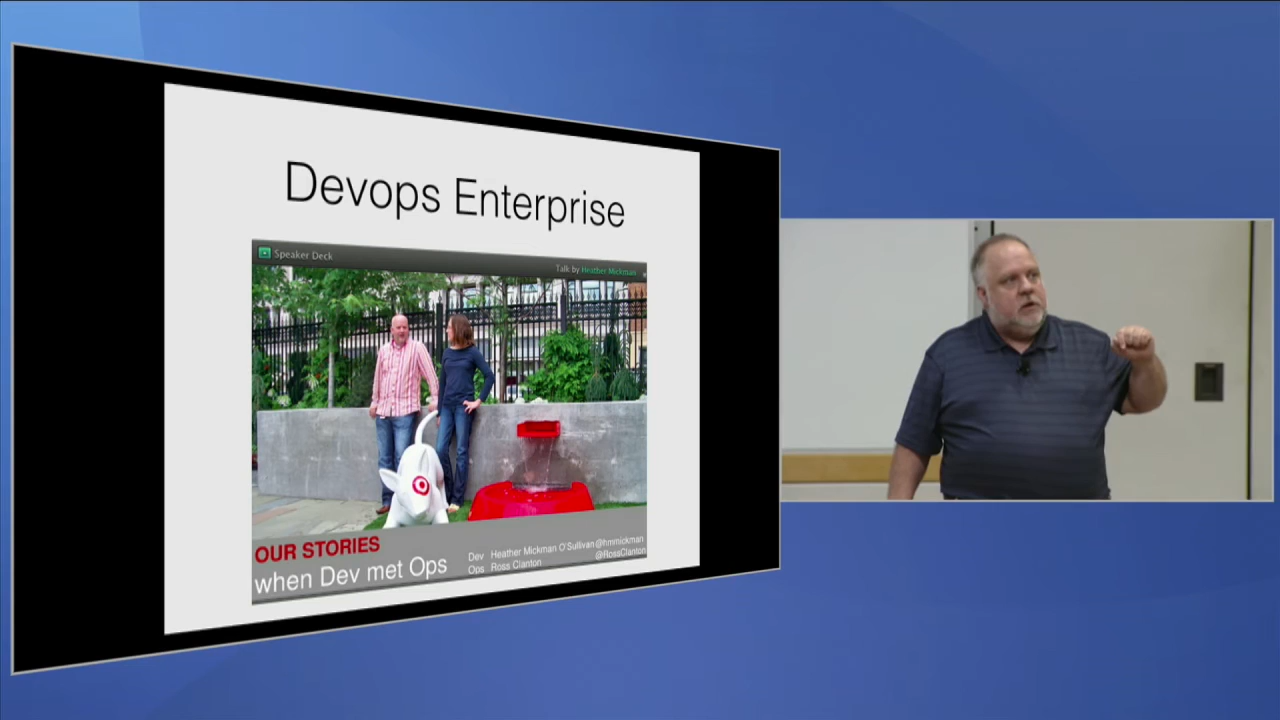 Devops Enterprise
Speaker Deck
Talk by Heather Mickman
OUR STORIES
when Dev met Ops
Dev Heather Mickman O'Sullivan @hmmickman
Ops Ross Clanton @RossClanton